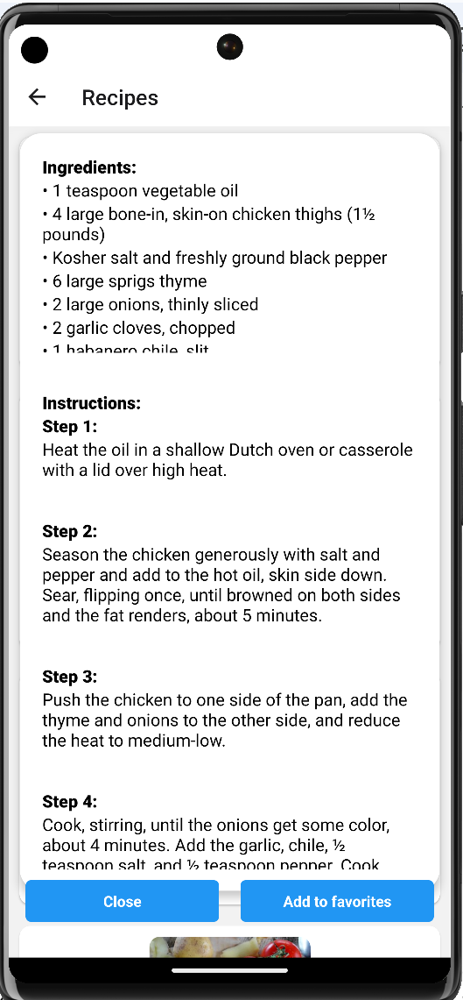 Recipes
Ingredients:
• 1 teaspoon vegetable oil
• 4 large bone-in, skin-on chicken thighs (1½
pounds)
• Kosher salt and freshly ground black pepper
• 6 large sprigs thyme
• 2 large onions, thinly sliced
• 2 garlic cloves, chopped
• 1 habanero chile, slit
Instructions:
Step 1:
Heat the oil in a shallow Dutch oven or casserole
with a lid over high heat.
Step 2:
Season the chicken generously with salt and
pepper and add to the hot oil, skin side down.
Sear, flipping once, until browned on both sides
and the fat renders, about 5 minutes.
Step 3:
Push the chicken to one side of the pan, add the
thyme and onions to the other side, and reduce
the heat to medium-low.
Step 4:
Cook, stirring, until the onions get some color,
about 4 minutes. Add the garlic, chile, ½
teaspoon salt, and ½ teaspoon pepper. Cook
Close
Add to favorites